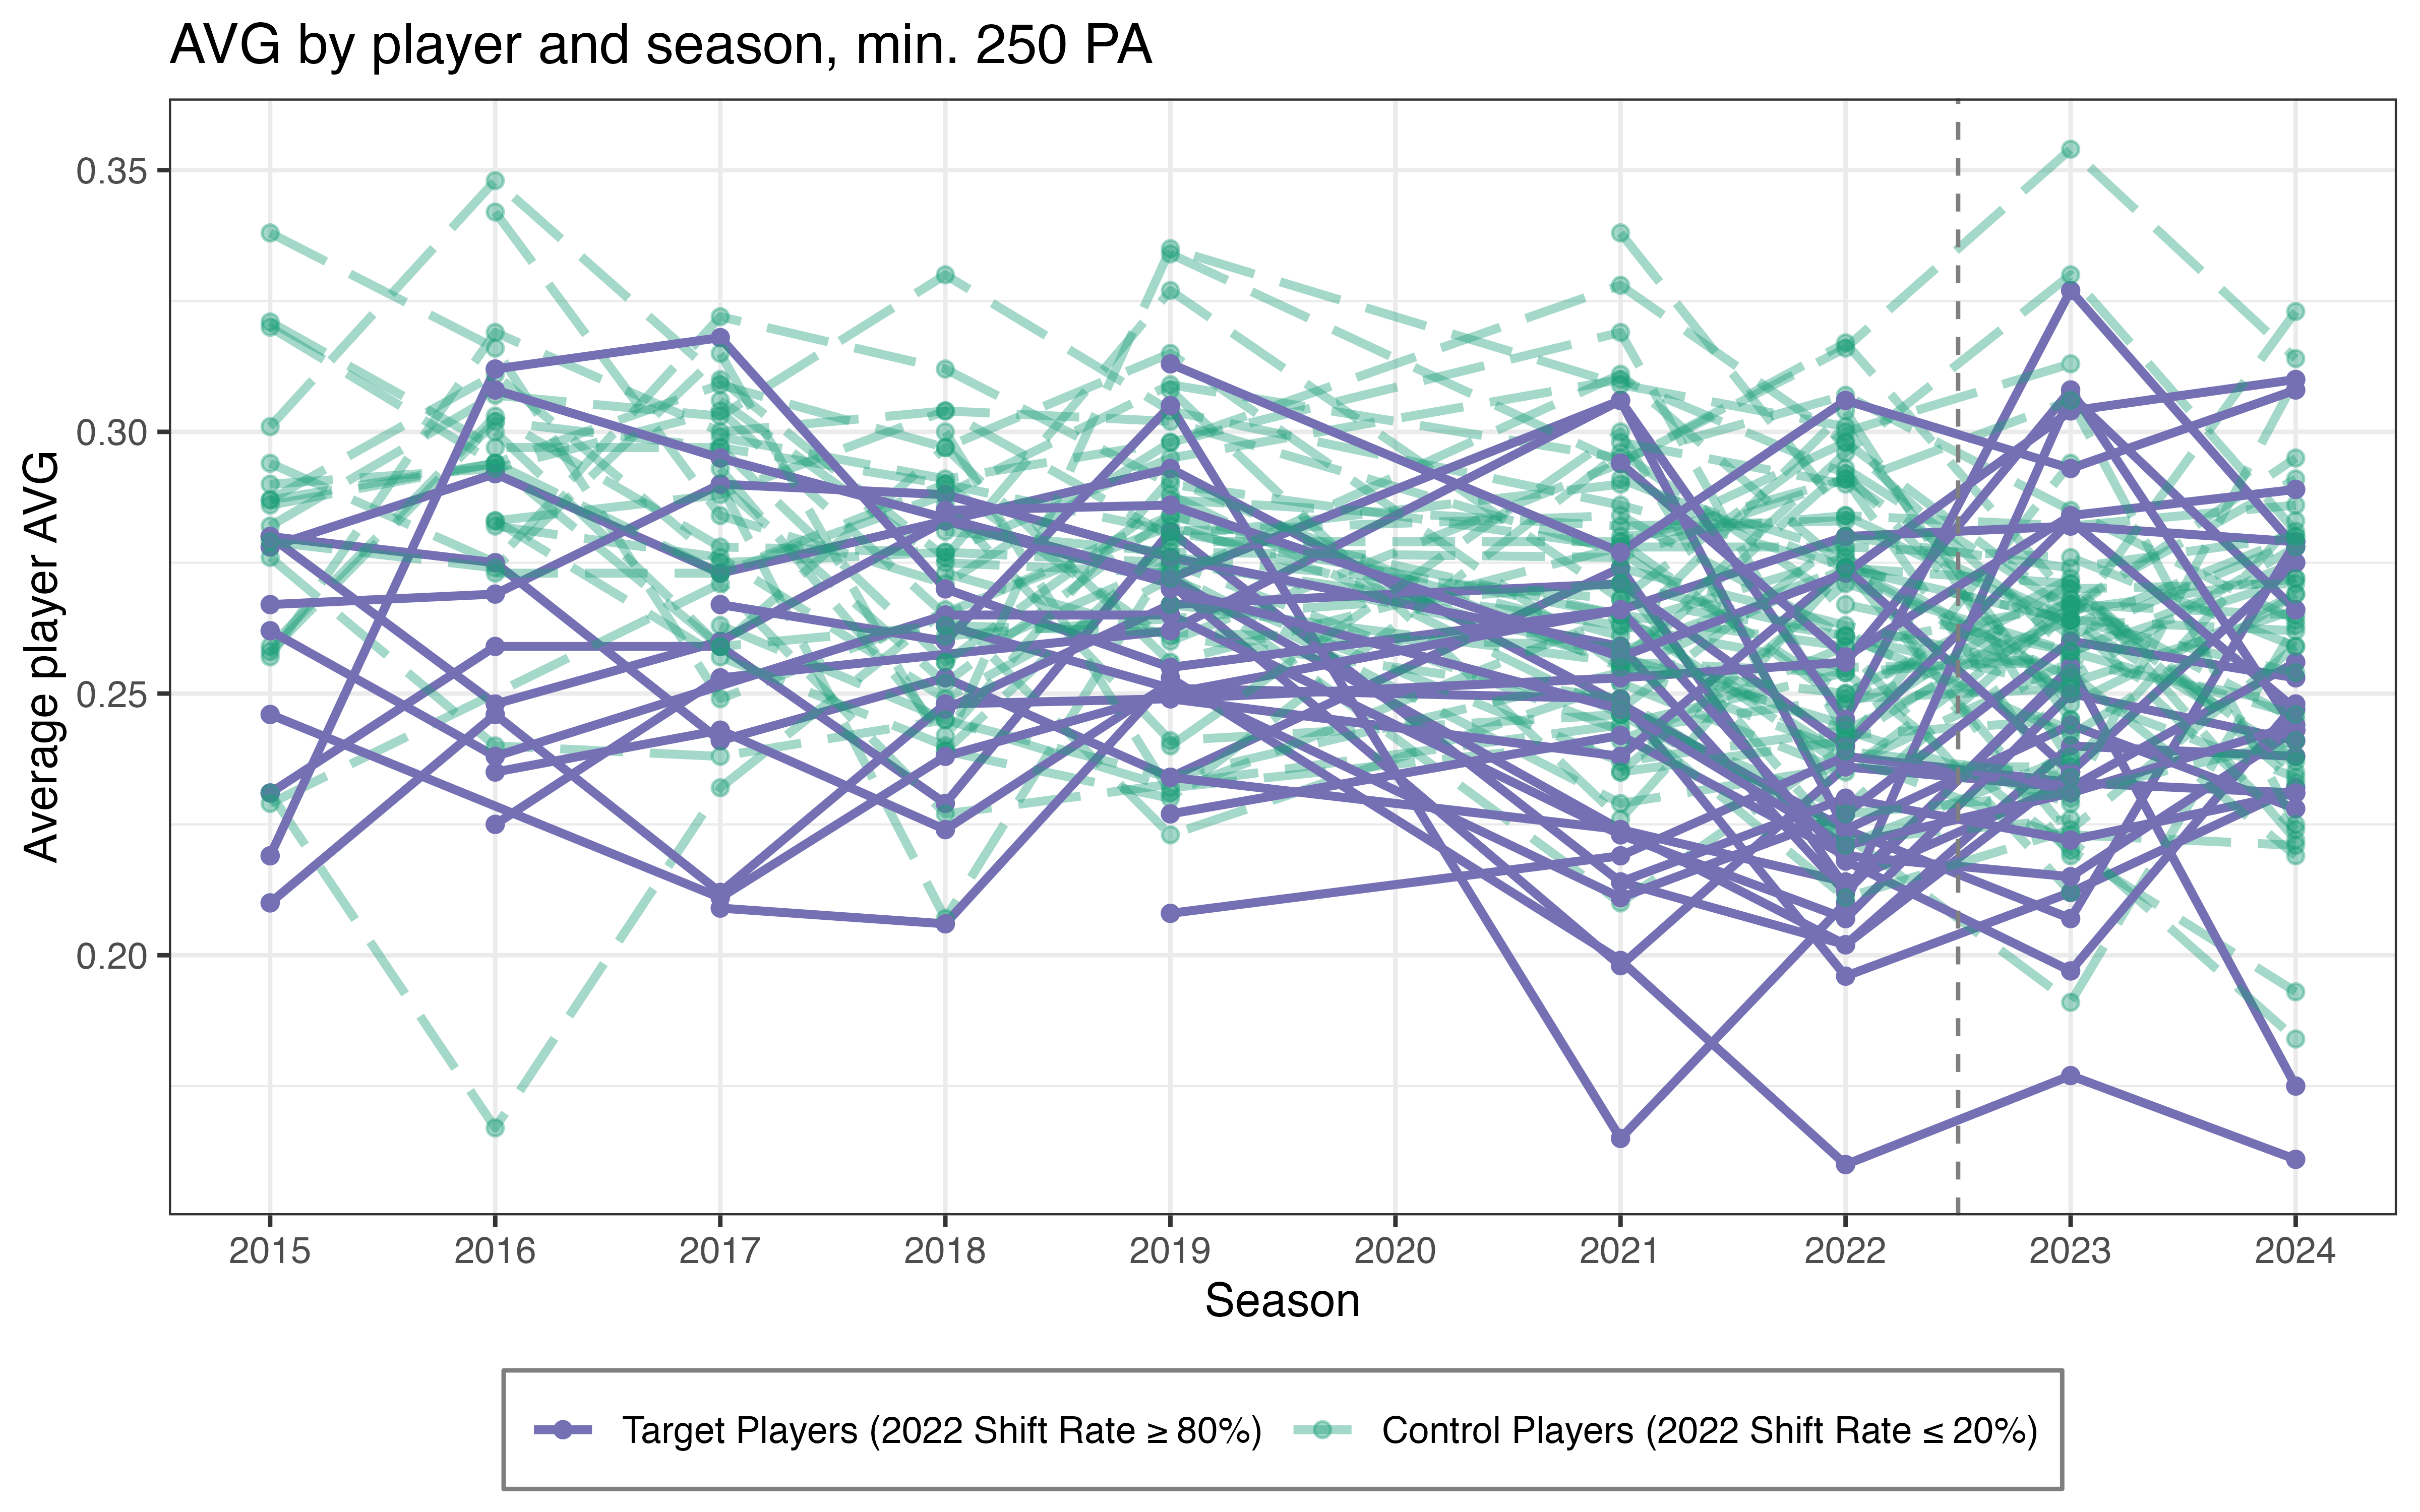 AVG by player and season, min. 250 PA
Average player AVG
0.35
0.30
0.25
0.20
2015 2016 2017 2018 2019 2020 2021 2022 2023 2024
Season
Target Players (2022 Shift Rate ≥ 80%) Control Players (2022 Shift Rate ≤ 20%)